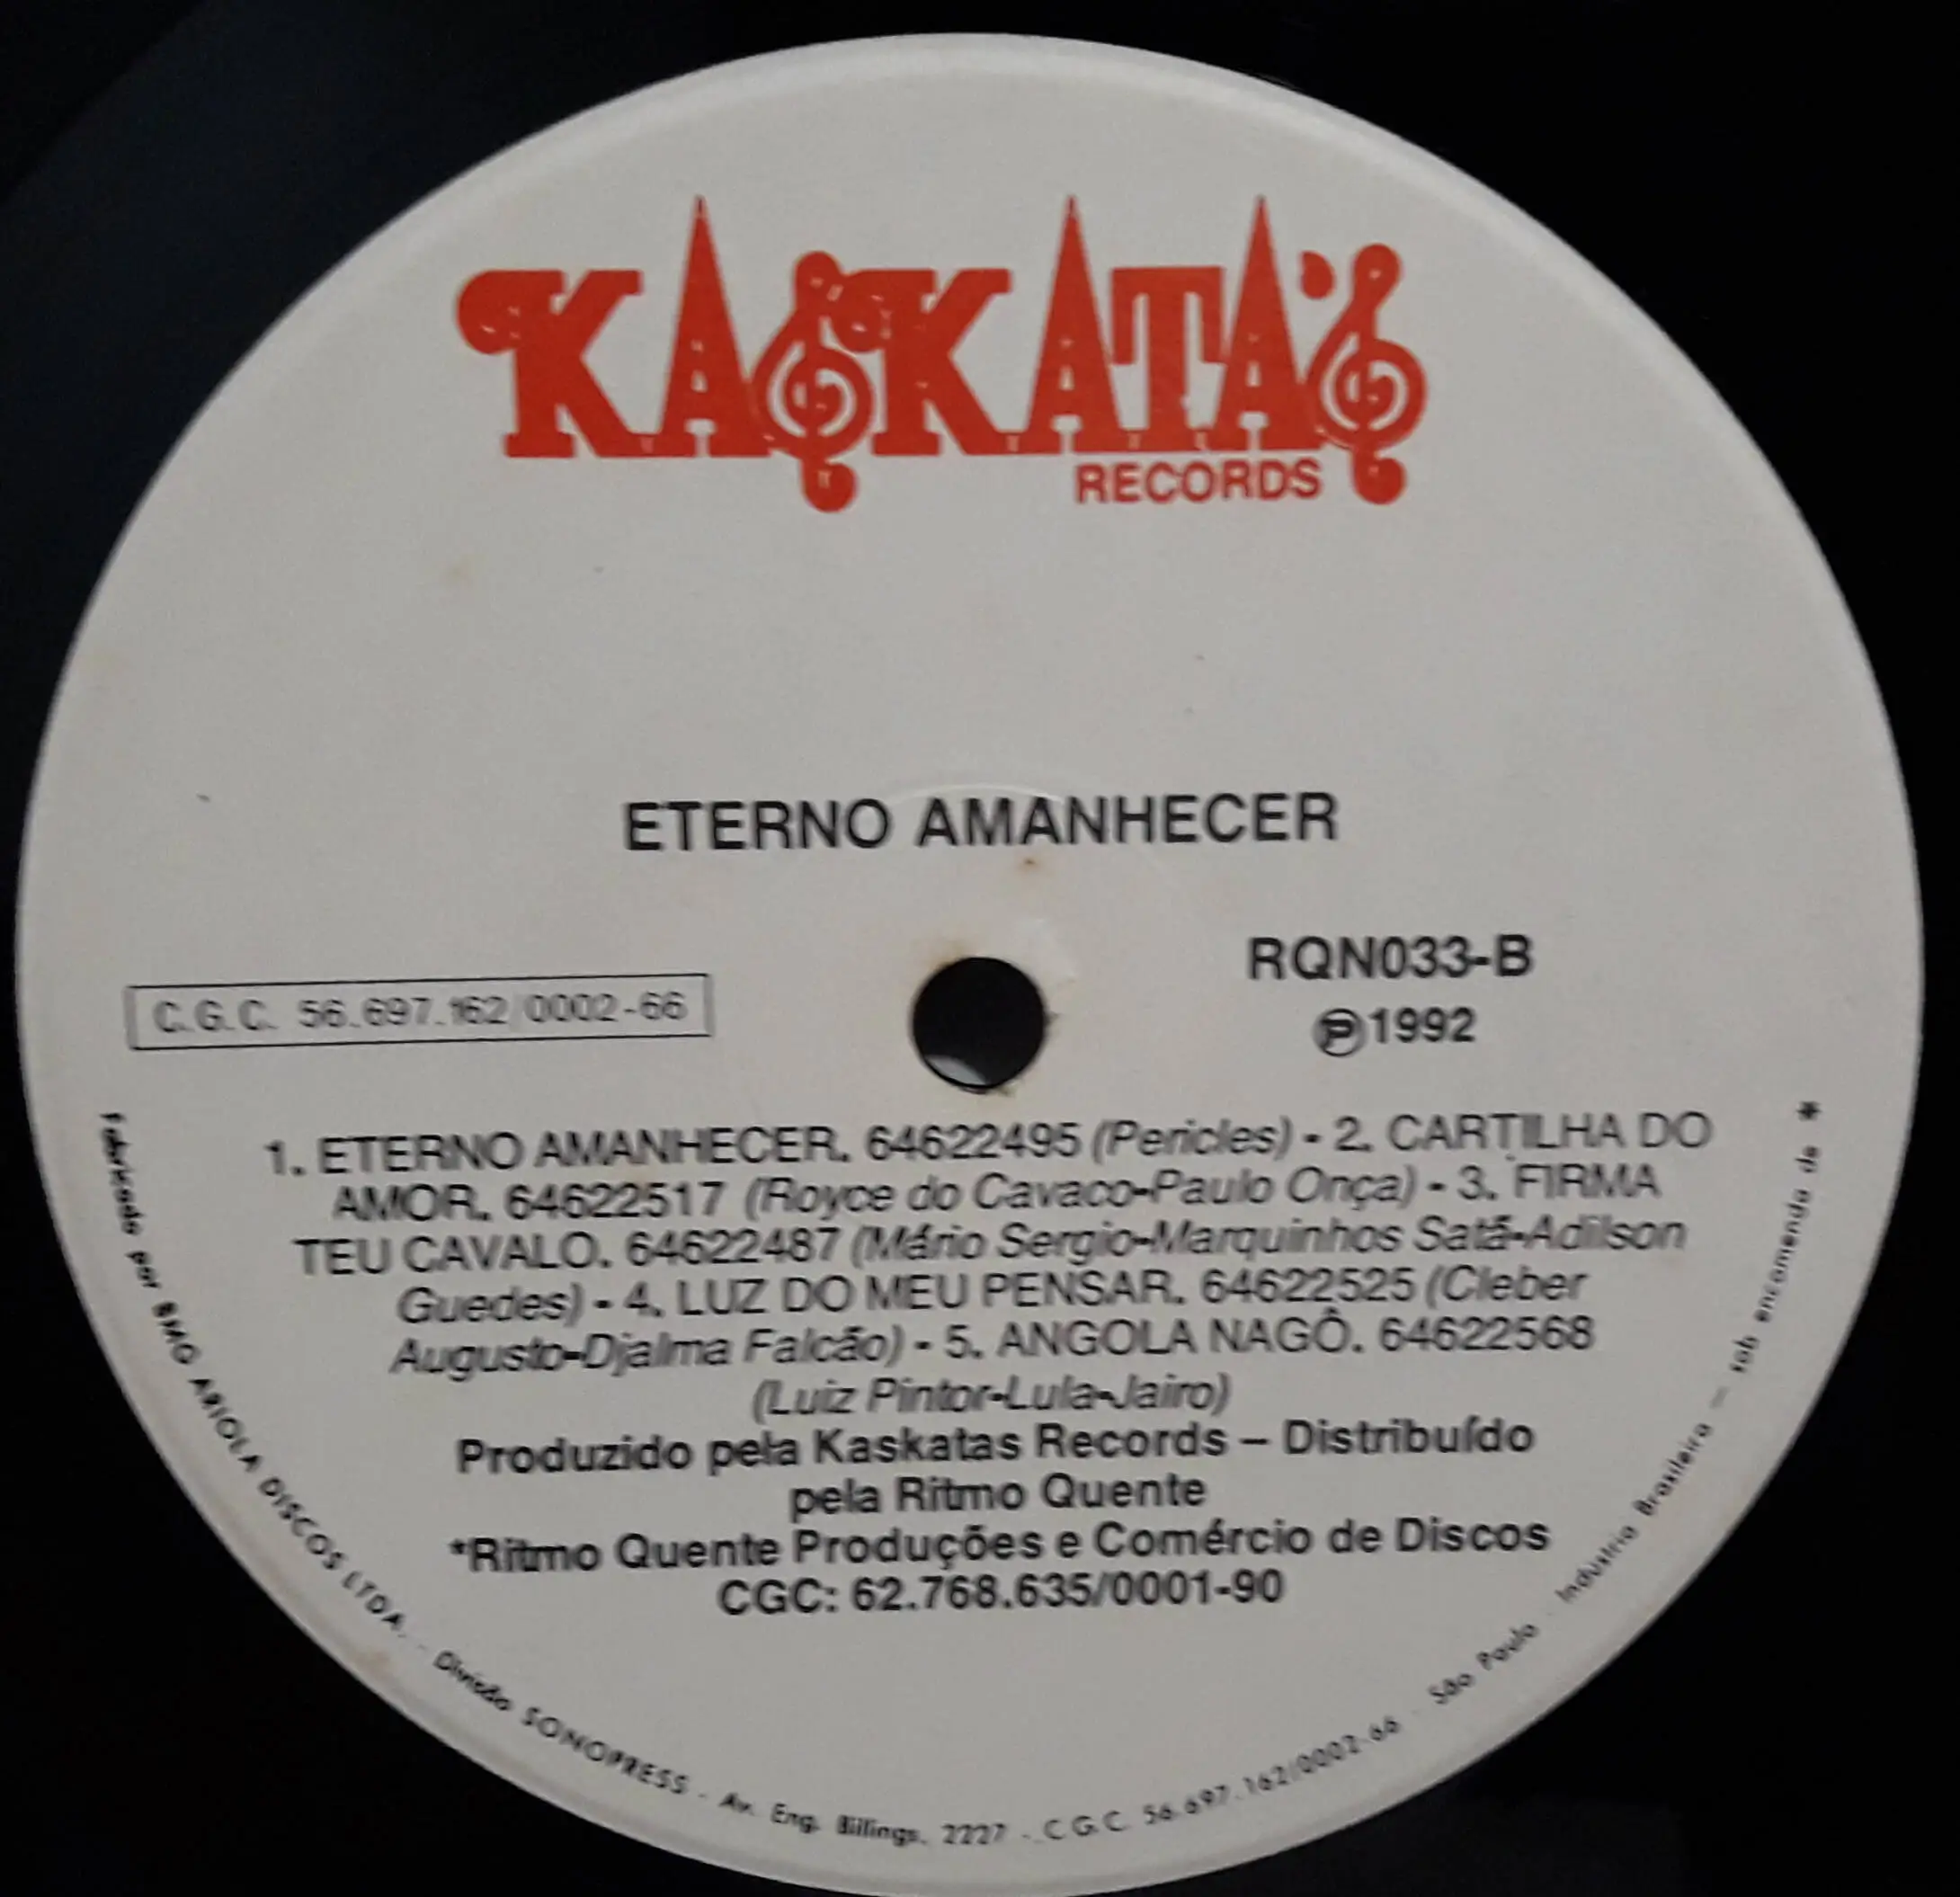 KASKATAS
RECORDS
ETERNO AMANHECER
RQN033-B
℗1992
C.G.C. 56.697.162/0002-66
1. ETERNO AMANHECER. 64622495 (Pericles) - 2. CARTILHA DO
AMOR. 64622517 (Royce do Cavaco-Paulo Onça) - 3. FIRMA
TEU CAVALO. 64622487 (Mário Sergio-Marquinhos Satã-Adilson
Guedes) - 4. LUZ DO MEU PENSAR. 64622525 (Cleber
Augusto-Djalma Falcão) - 5. ANGOLA NAGÔ. 64622568
(Luiz Pintor-Lula-Jairo)
Produzido pela Kaskatas Records – Distribuído
pela Ritmo Quente
*Ritmo Quente Produções e Comércio de Discos
CGC: 62.768.635/0001-90
Fabricado por BMG ARIOLA DISCOS LTDA. - Divisão SONOPRESS - Av. Eng. Billings, 2227 - C.G.C. 56.697.162/0002-66 - São Paulo - Indústria Brasileira - sob encomenda de *